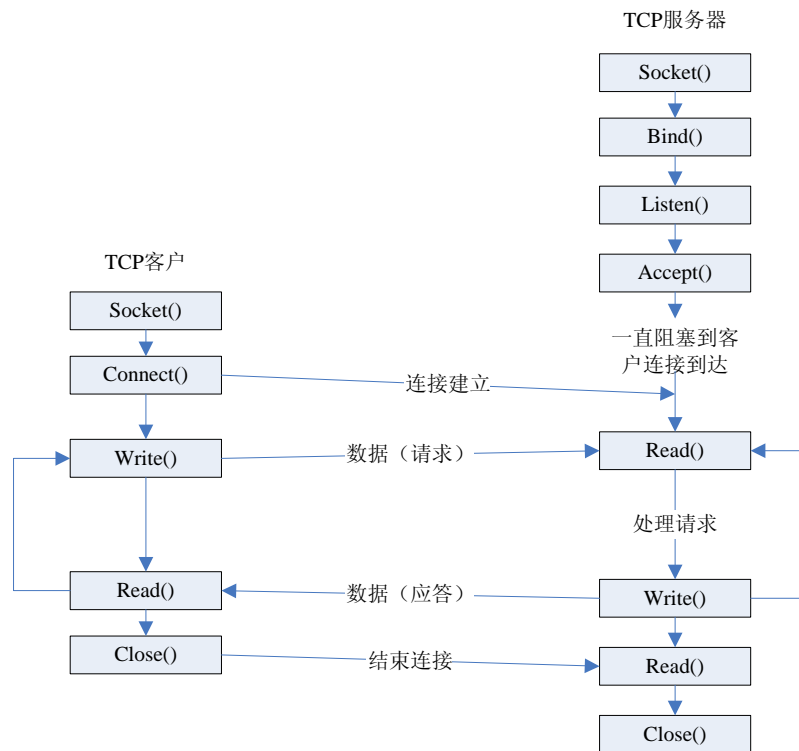 TCP服务器
Socket()
Bind()
Listen()
Accept()
一直阻塞到客
户连接到达
TCP客户
Socket()
Connect()
连接建立
Write()
数据（请求）
Read()
处理请求
Read()
数据（应答）
Write()
Close()
结束连接
Read()
Close()